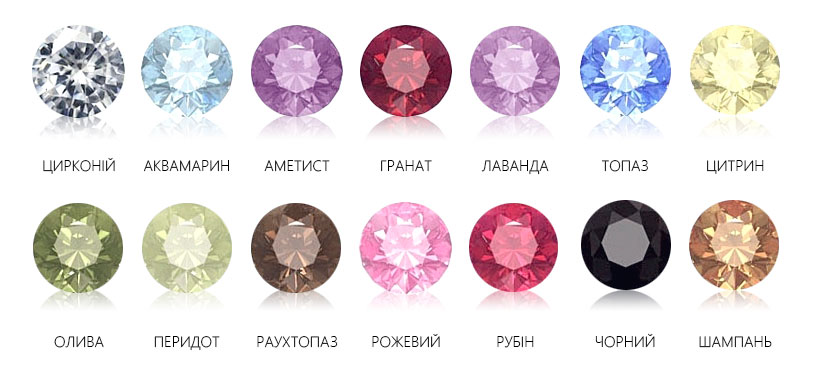 ЦИРКОНІЙ АКВАМАРИН АМЕТИСТ ГРАНАТ ЛАВАНДА ТОПАЗ ЦИТРИН
ОЛИВА ПЕРИДОТ РАУХТОПАЗ РОЖЕВИЙ РУБІН ЧОРНИЙ ШАМПАНЬ